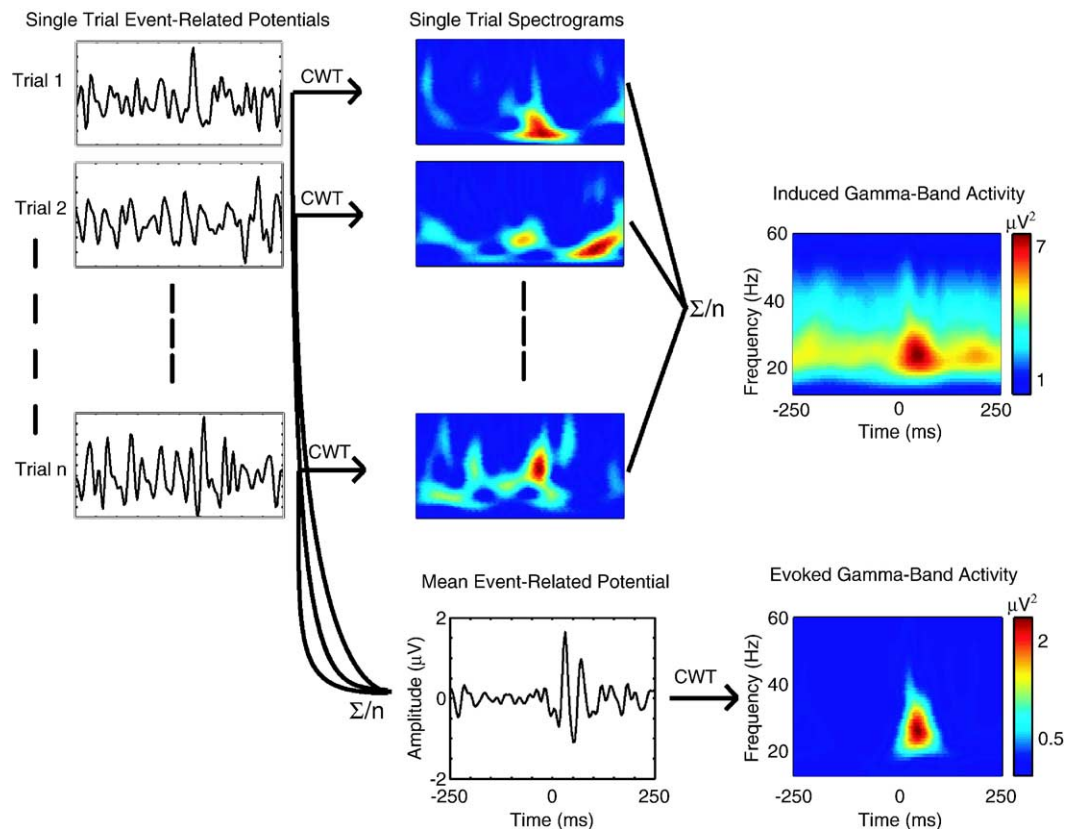 Single Trial Event-Related Potentials
Single Trial Spectrograms
Trial 1
CWT
Trial 2
CWT
Trial n
CWT
Σ/n
Induced Gamma-Band Activity
μV²
60
40
20
Frequency (Hz)
7
1
-250
0
250
Time (ms)
Σ/n
Mean Event-Related Potential
2
0
-2
Amplitude (μV)
-250
0
250
Time (ms)
CWT
Evoked Gamma-Band Activity
μV²
60
40
20
Frequency (Hz)
2
0.5
-250
0
250
Time (ms)